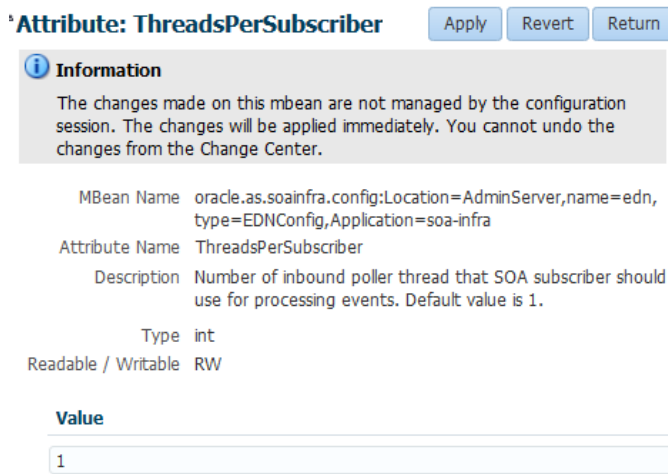 Attribute: ThreadsPerSubscriber Apply Revert Return
Information
The changes made on this mbean are not managed by the configuration
session. The changes will be applied immediately. You cannot undo the
changes from the Change Center.
MBean Name oracle.as.soainfra.config:Location=AdminServer,name=edn,
type=EDNConfig,Application=soa-infra
Attribute Name ThreadsPerSubscriber
Description Number of inbound poller thread that SOA subscriber should
use for processing events. Default value is 1.
Type int
Readable / Writable RW
Value
1